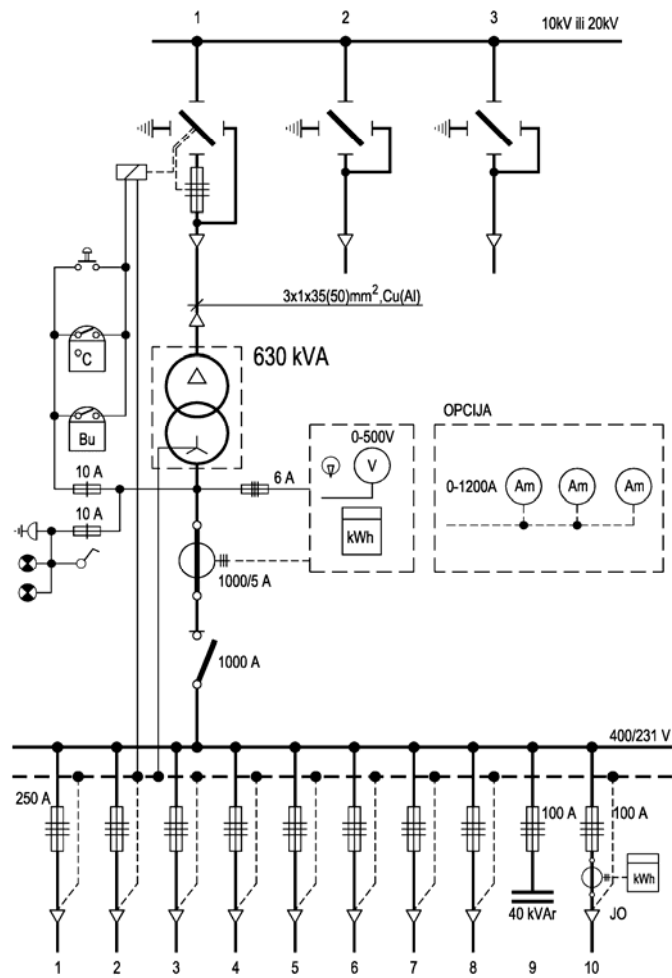 1 2 3
10kV ili 20kV
3x1x35(50)mm²,Cu(Al)
630 kVA
°C
OPCIJA
0-500V
Bu
V
10 A
6 A
0-1200A
Am
Am
Am
10 A
kWh
1000/5 A
1000 A
400/231 V
250 A
100 A
100 A
kWh
40 kVAr
JO
1 2 3 4 5 6 7 8 9 10